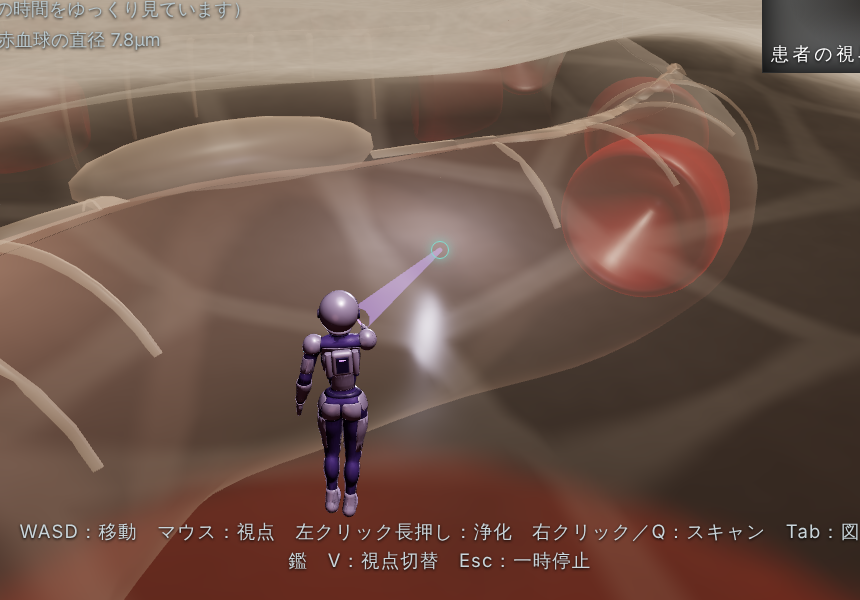 の時間をゆっくり見ています）
赤血球の直径 7.8μm
患者の視
WASD：移動　マウス：視点　左クリック長押し：浄化　右クリック／Q：スキャン　Tab：図
鑑　V：視点切替　Esc：一時停止